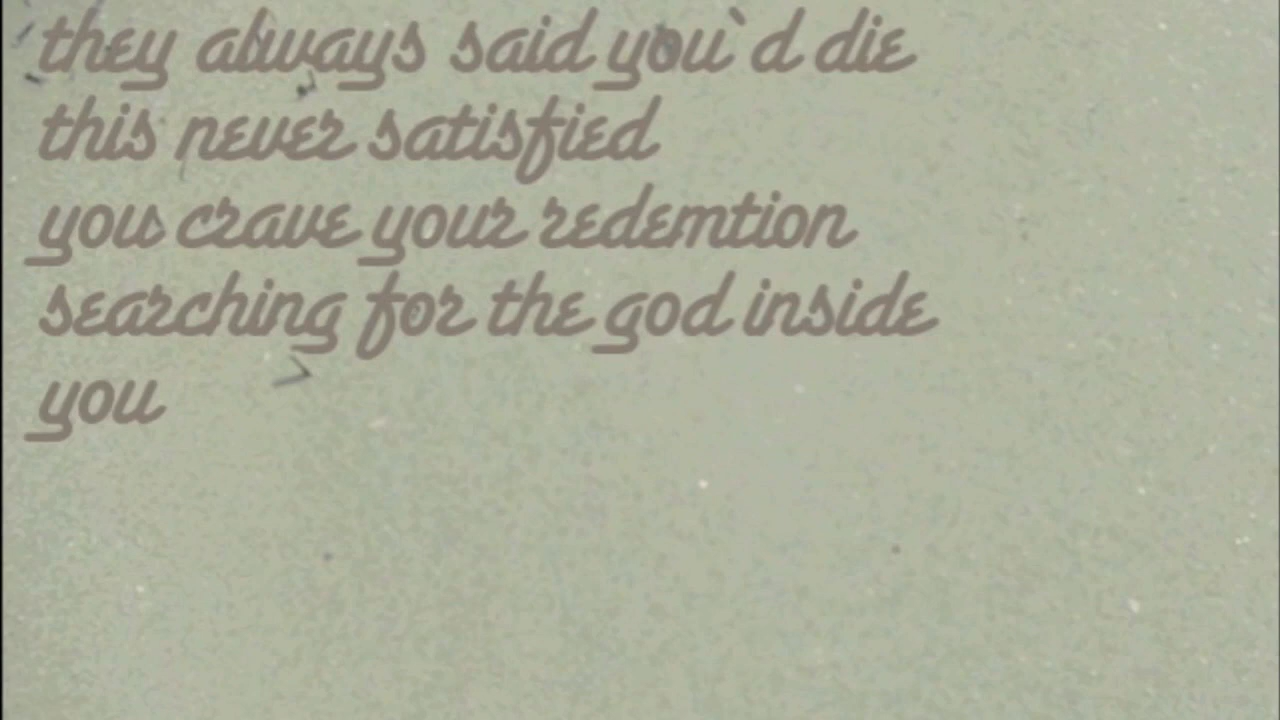 they always said you`d die
this never satisfied
you crave your redemtion
searching for the god inside
you